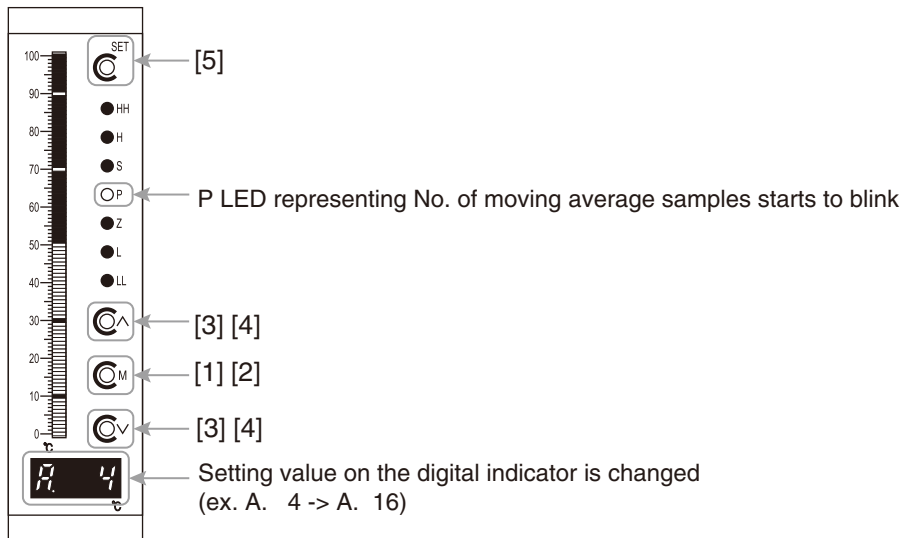 SET
[5]
100
90
HH
80
H
70
S
P
P LED representing No. of moving average samples starts to blink
60
Z
50
L
40
LL
30
[3] [4]
20
M
[1] [2]
10
[3] [4]
0
℃
A. 4
Setting value on the digital indicator is changed
(ex. A. 4 -> A. 16)
℃